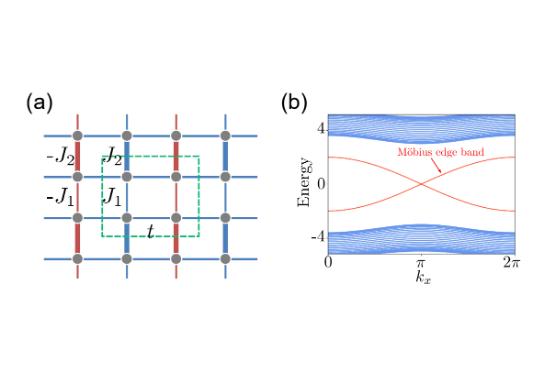 (a)
(b)
-J₂
J₂
-J₁
J₁
t
Energy
4
0
-4
Möbius edge band
0
π
2π
kₓ